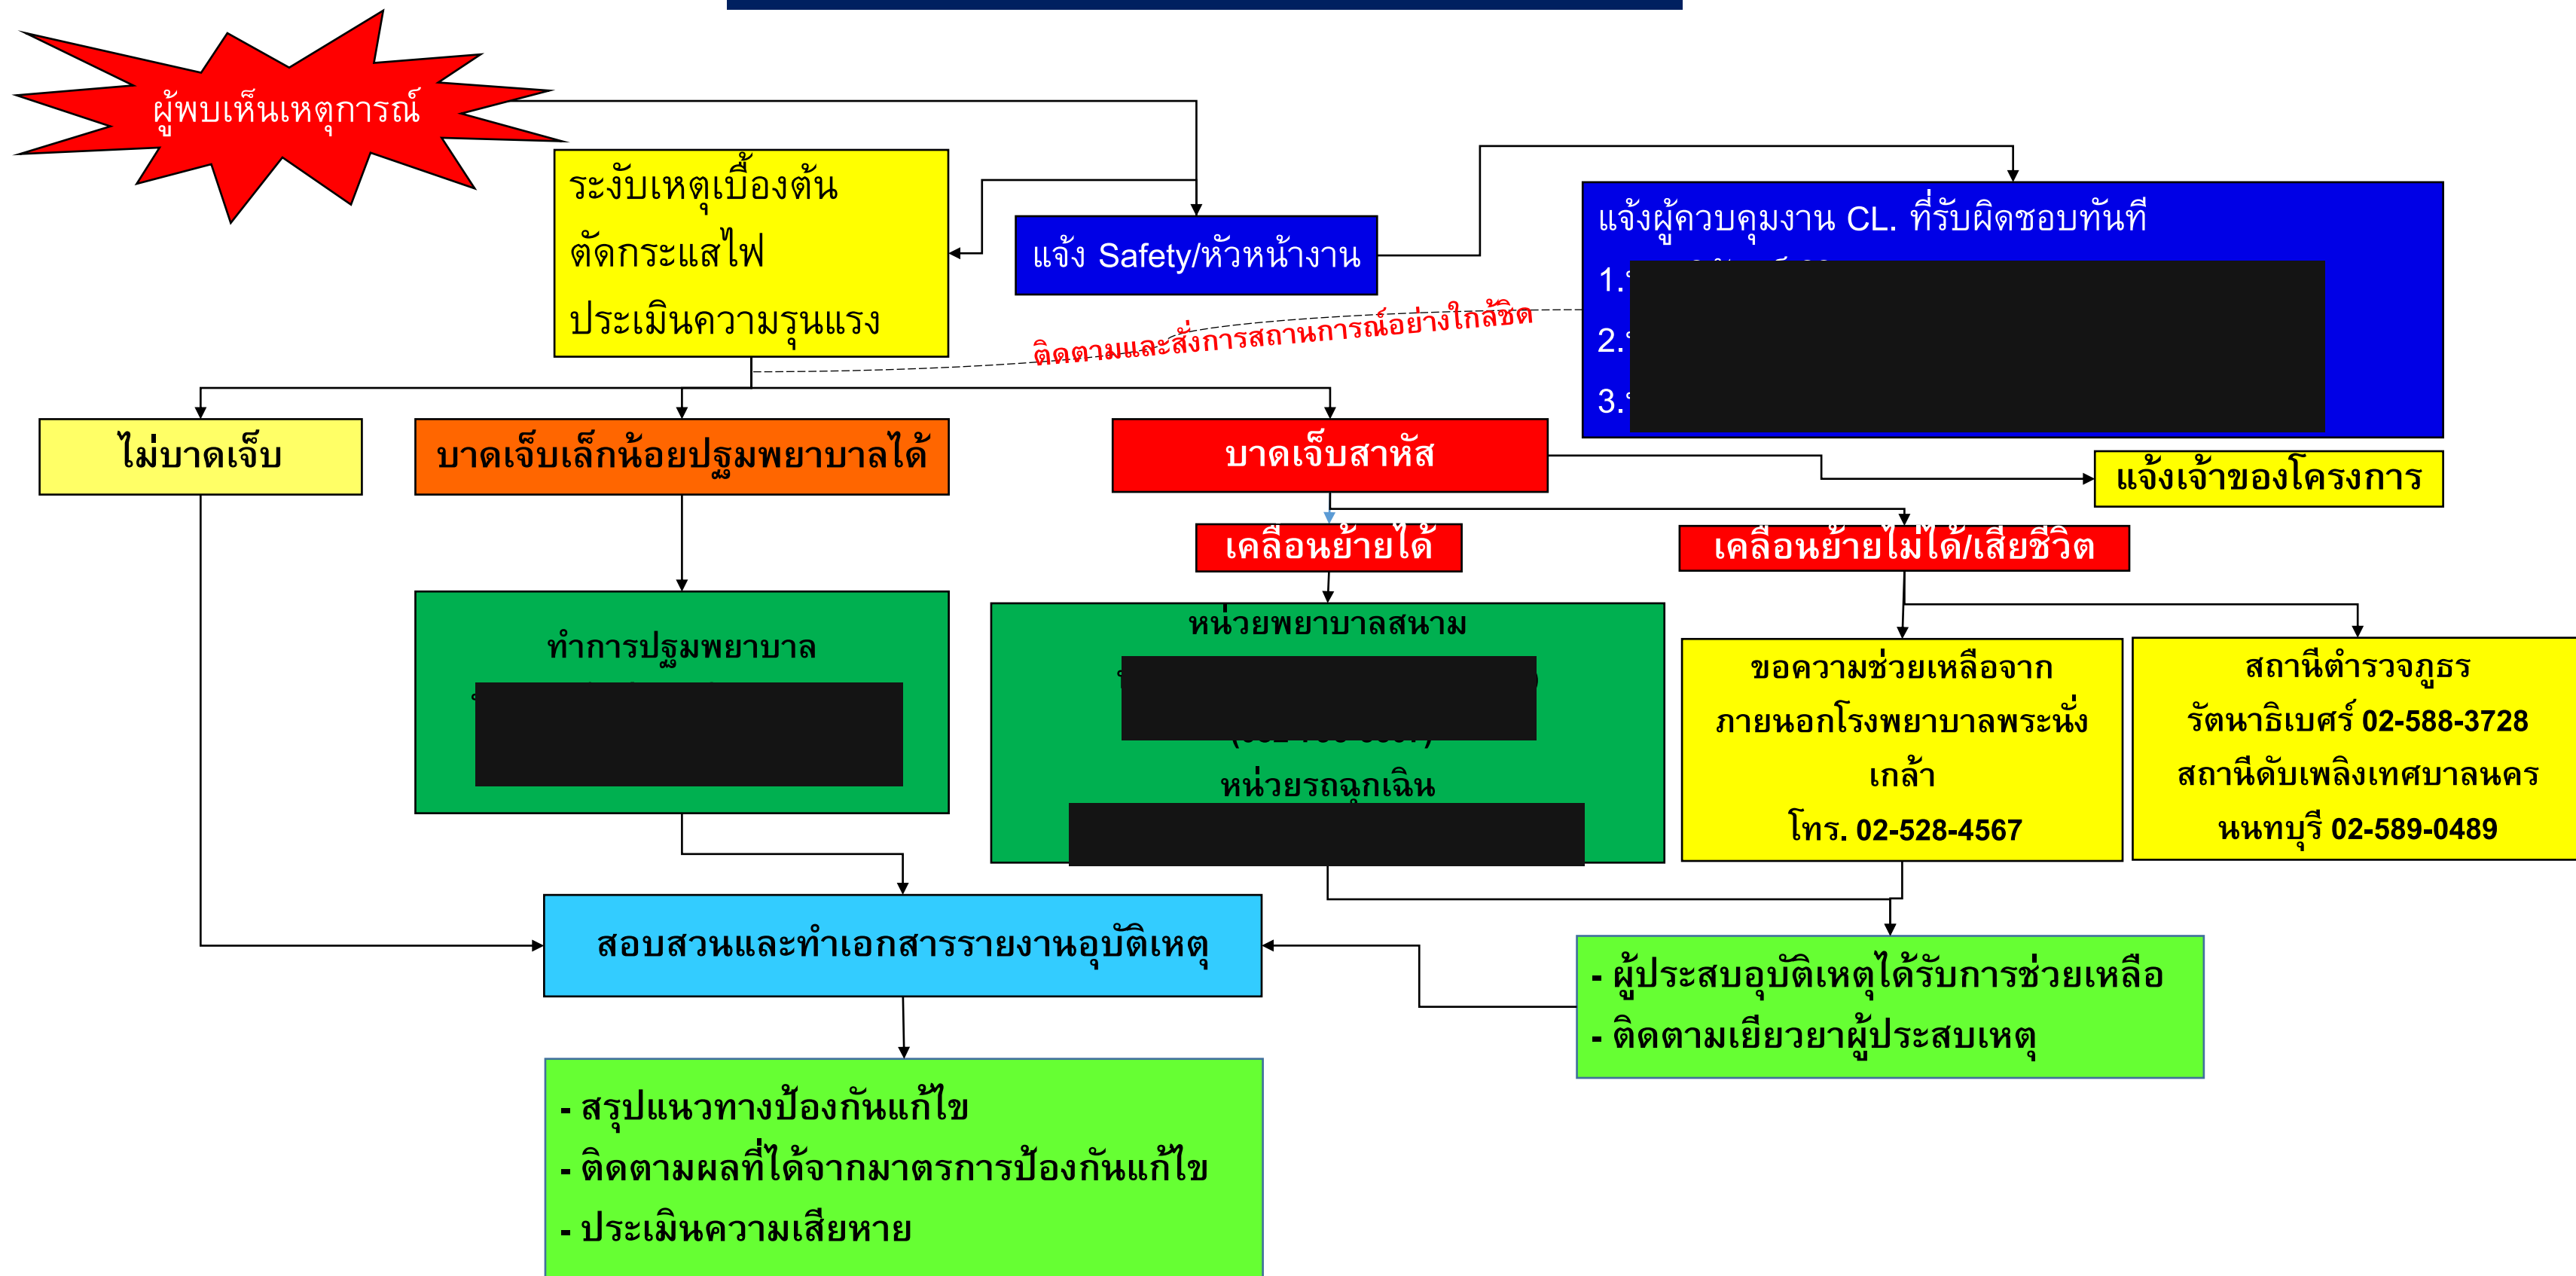 ผู้พบเห็นเหตุการณ์
ระงับเหตุเบื้องต้น
ตัดกระแสไฟ
ประเมินความรุนแรง
แจ้ง Safety/หัวหน้างาน
แจ้งผู้ควบคุมงาน CL. ที่รับผิดชอบทันที
1.
2.
3.
ติดตามและสั่งการสถานการณ์อย่างใกล้ชิด
ไม่บาดเจ็บ
บาดเจ็บเล็กน้อยปฐมพยาบาลได้
บาดเจ็บสาหัส
แจ้งเจ้าของโครงการ
เคลื่อนย้ายได้
เคลื่อนย้ายไม่ได้/เสียชีวิต
ทำการปฐมพยาบาล
หน่วยพยาบาลสนาม
หน่วยรถฉุกเฉิน
ขอความช่วยเหลือจาก
ภายนอกโรงพยาบาลพระนั่ง
เกล้า
โทร. 02-528-4567
สถานีตำรวจภูธร
รัตนาธิเบศร์ 02-588-3728
สถานีดับเพลิงเทศบาลนคร
นนทบุรี 02-589-0489
สอบสวนและทำเอกสารรายงานอุบัติเหตุ
- ผู้ประสบอุบัติเหตุได้รับการช่วยเหลือ
- ติดตามเยียวยาผู้ประสบเหตุ
- สรุปแนวทางป้องกันแก้ไข
- ติดตามผลที่ได้จากมาตรการป้องกันแก้ไข
- ประเมินความเสียหาย